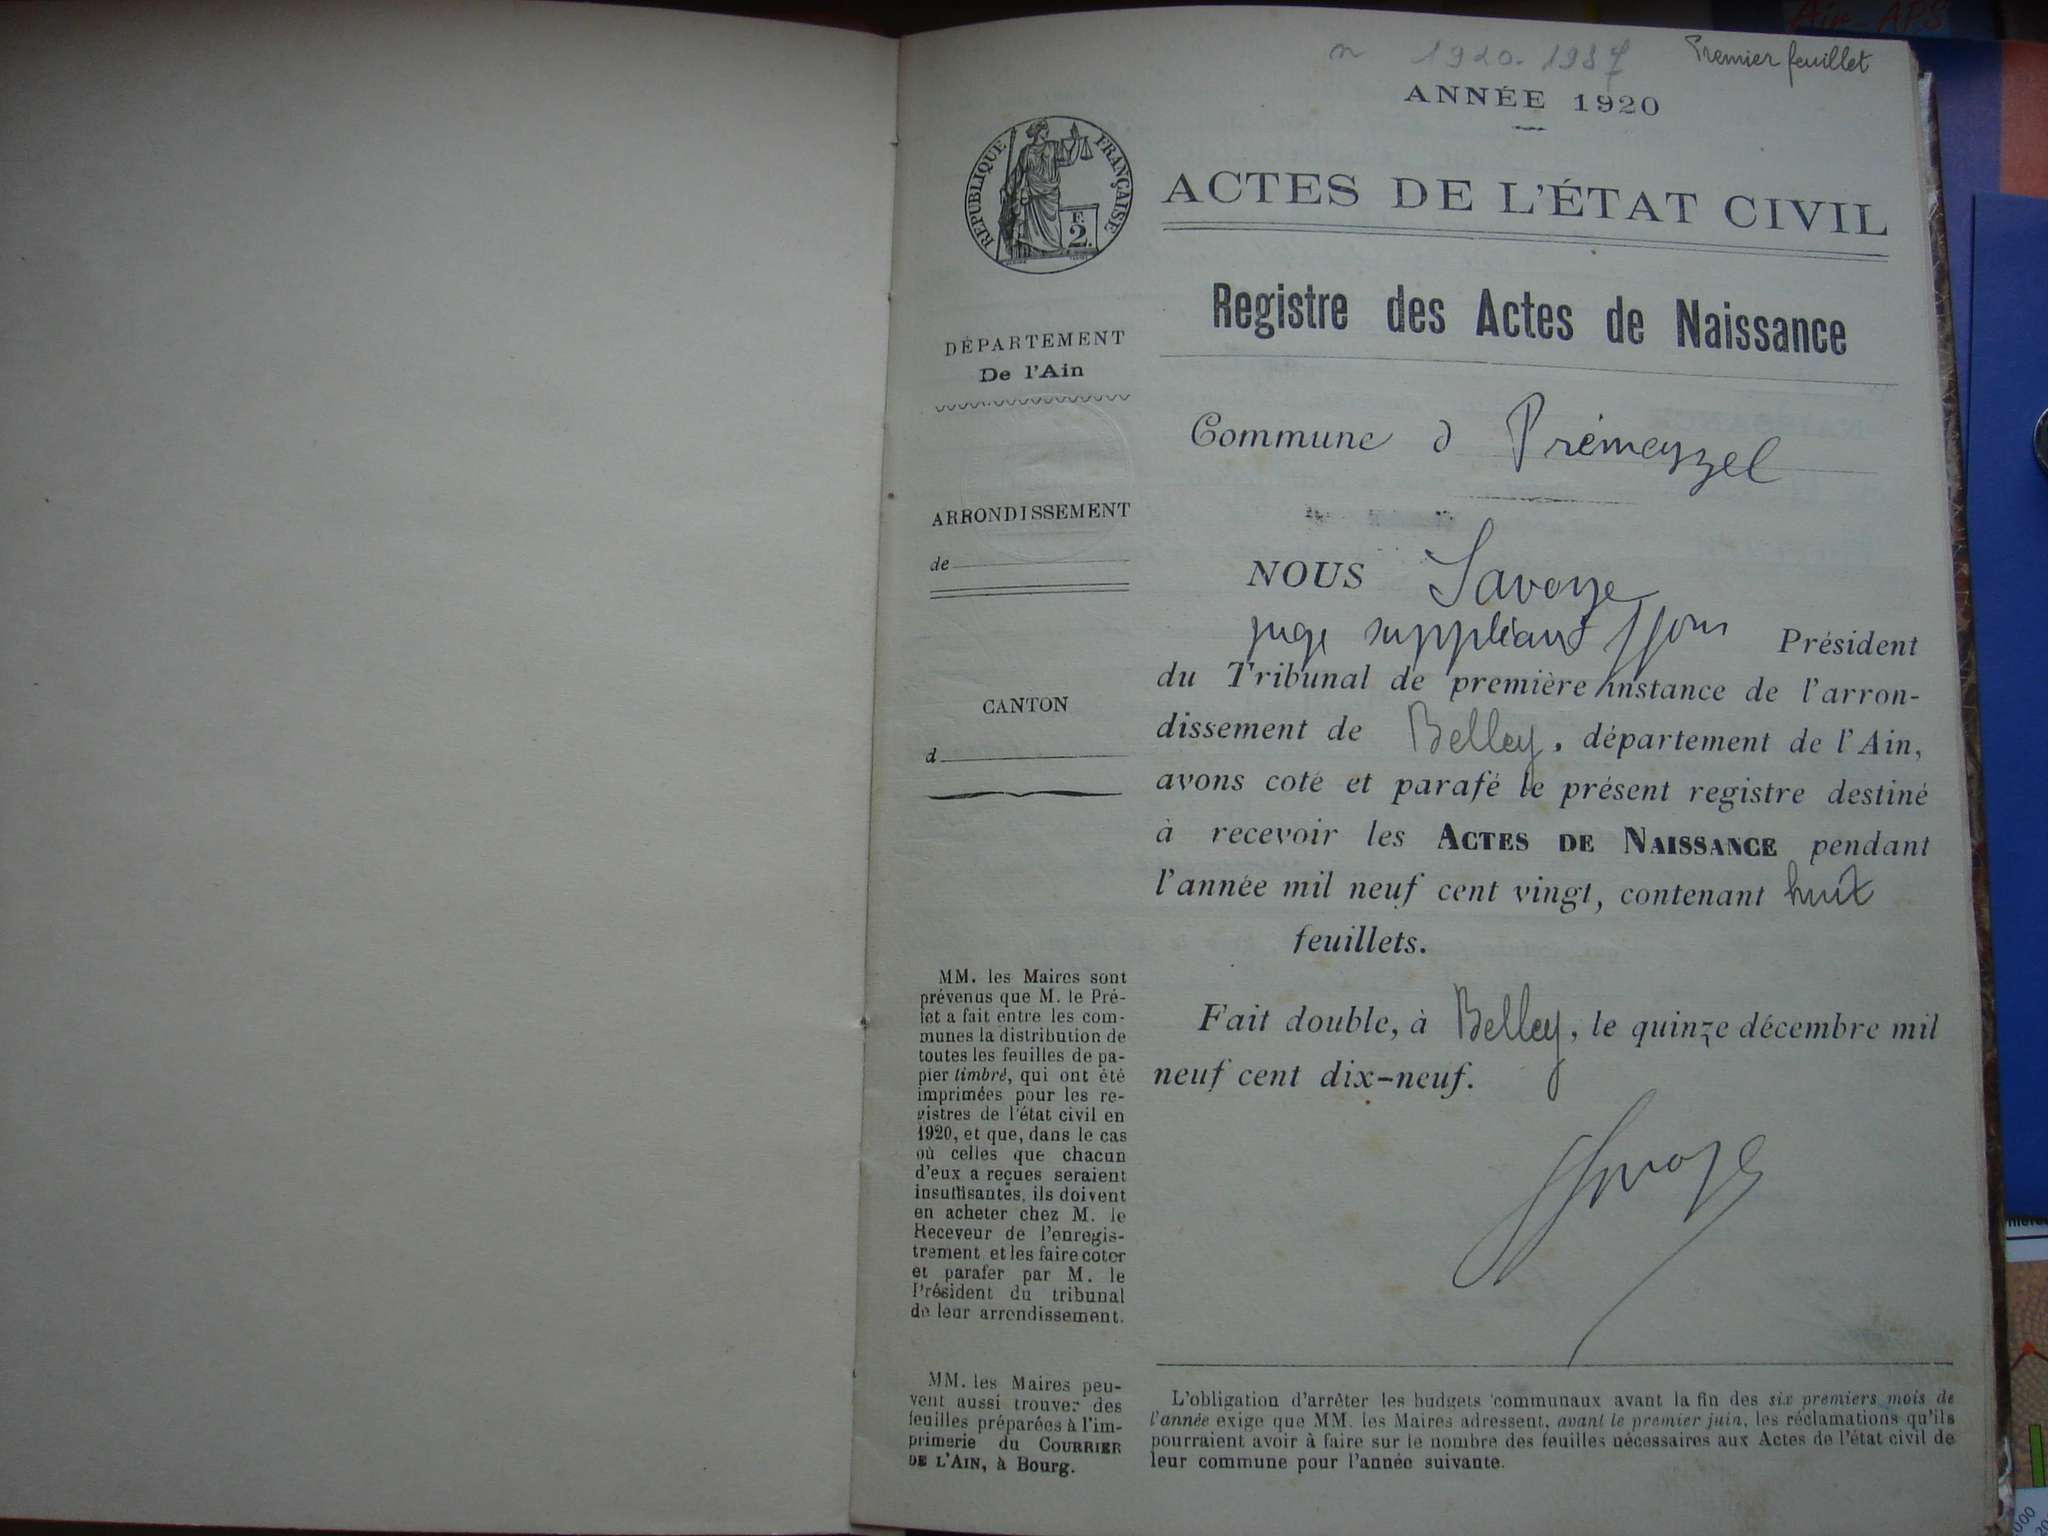 Ain - APS
n 1920-1937
Premier feuillet
ANNÉE 1920
RÉPUBLIQUE FRANÇAISE
F.
2.
ACTES DE L'ÉTAT CIVIL
Registre des Actes de Naissance
DÉPARTEMENT
De l'Ain
ARRONDISSEMENT
de
CANTON
d
Commune d Prémeyzel
NOUS Savoye
juge suppléant Président
du Tribunal de première instance de l'arron-
dissement de Belley, département de l'Ain,
avons coté et parafé le présent registre destiné
à recevoir les ACTES DE NAISSANCE pendant
l'année mil neuf cent vingt, contenant huit
feuillets.
Fait double, à Belley, le quinze décembre mil
neuf cent dix-neuf.
Savoye
MM. les Maires sont
prévenus que M. le Pré-
fet a fait entre les com-
munes la distribution de
toutes les feuilles de pa-
pier timbré, qui ont été
imprimées pour les re-
gistres de l'état civil en
1920, et que, dans le cas
où celles que chacun
d'eux a reçues seraient
insuffisantes, ils doivent
en acheter chez M. le
Receveur de l'enregis-
trement et les faire coter
et parafer par M. le
Président du tribunal
de leur arrondissement.
MM. les Maires peu-
vent aussi trouver des
feuilles préparées à l'im-
primerie du COURRIER
DE L'AIN, à Bourg.
L'obligation d'arrêter les budgets communaux avant la fin des six premiers mois de
l'année exige que MM. les Maires adressent, avant le premier juin, les réclamations qu'ils
pourraient avoir à faire sur le nombre des feuilles nécessaires aux Actes de l'état civil de
leur commune pour l'année suivante.